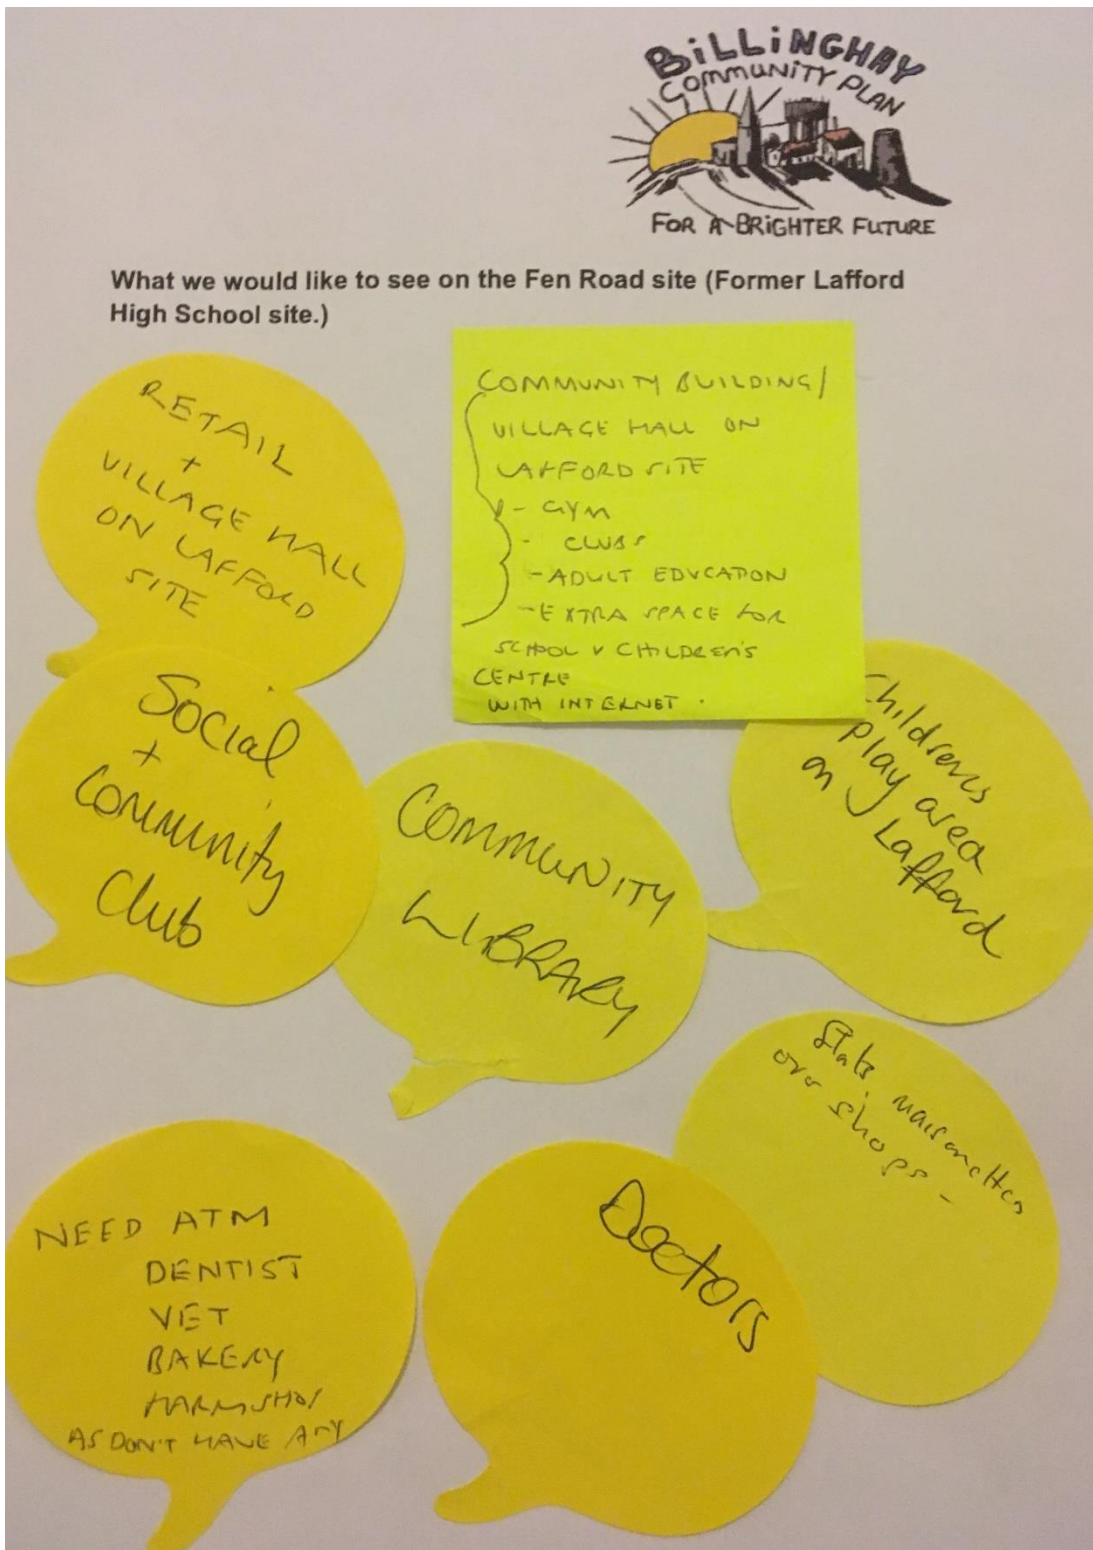 BiLLiNGHAY
COMMUNiTY PLAN
FOR A BRiGHTER FUTURE
What we would like to see on the Fen Road site (Former Lafford
High School site.)
RETAIL
+
VILLAGE HALL
ON LAFFORD
SITE
COMMUNITY BUILDING/
VILLAGE HALL ON
LAFFORD SITE
- GYM
- CLUBS
- ADULT EDUCATION
- EXTRA SPACE FOR
SCHOOL & CHILDREN'S
CENTRE
WITH INTERNET.
Social
+
Community
Club
COMMUNITY
LIBRARY
Childrens
play area
on Lafford
flats, maisonettes
over shops -
NEED ATM
DENTIST
VET
BAKERY
AS DON'T HAVE ANY
Doctors